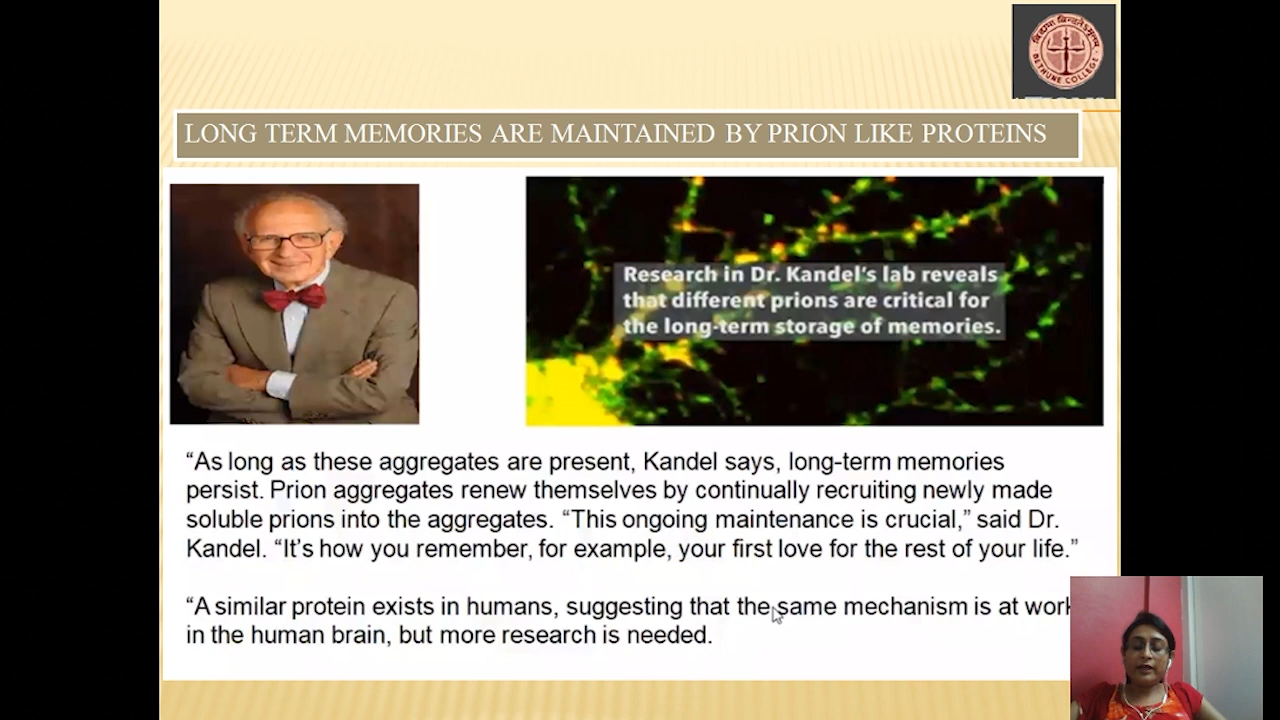 BETHUNE COLLEGE
LONG TERM MEMORIES ARE MAINTAINED BY PRION LIKE PROTEINS
Research in Dr. Kandel's lab reveals
that different prions are critical for
the long-term storage of memories.
“As long as these aggregates are present, Kandel says, long-term memories
persist. Prion aggregates renew themselves by continually recruiting newly made
soluble prions into the aggregates. “This ongoing maintenance is crucial,” said Dr.
Kandel. “It’s how you remember, for example, your first love for the rest of your life.”
“A similar protein exists in humans, suggesting that the same mechanism is at work
in the human brain, but more research is needed.